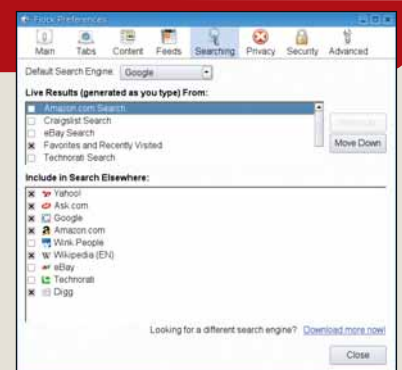 Flock Preferences
Main Tabs Content Feeds Searching Privacy Security Advanced
Default Search Engine: Google
Live Results (generated as you type) From:
Amazon.com Search
Craigslist Search
eBay Search
Favorites and Recently Visited
Technorati Search
Move Down
Include in Search Elsewhere:
Yahoo!
Ask.com
Google
Amazon.com
Wink People
Wikipedia (EN)
eBay
Technorati
Digg
Looking for a different search engine? Download more now!
Close